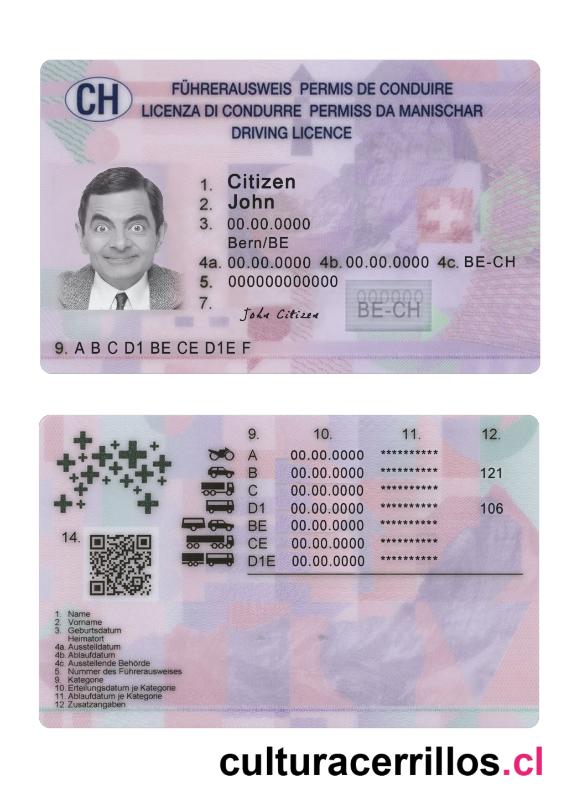 CH
FÜHRERAUSWEIS PERMIS DE CONDUIRE
LICENZA DI CONDURRE PERMISS DA MANISCHAR
DRIVING LICENCE
1. Citizen
2. John
3. 00.00.0000
Bern/BE
4a. 00.00.0000 4b. 00.00.0000 4c. BE-CH
5. 000000000000
7. John Citizen
000000
BE-CH
9. A B C D1 BE CE D1E F
9. 10. 11. 12.
A 00.00.0000 **********
B 00.00.0000 ********** 121
C 00.00.0000 **********
D1 00.00.0000 ********** 106
BE 00.00.0000 **********
CE 00.00.0000 **********
D1E 00.00.0000 **********
14.
1. Name
2. Vorname
3. Geburtsdatum
Heimatort
4a. Ausstelldatum
4b. Ablaufdatum
4c. Ausstellende Behörde
5. Nummer des Führerausweises
9. Kategorie
10. Erteilungsdatum je Kategorie
11. Ablaufdatum je Kategorie
12 Zusatzangaben
culturacerrillos.cl